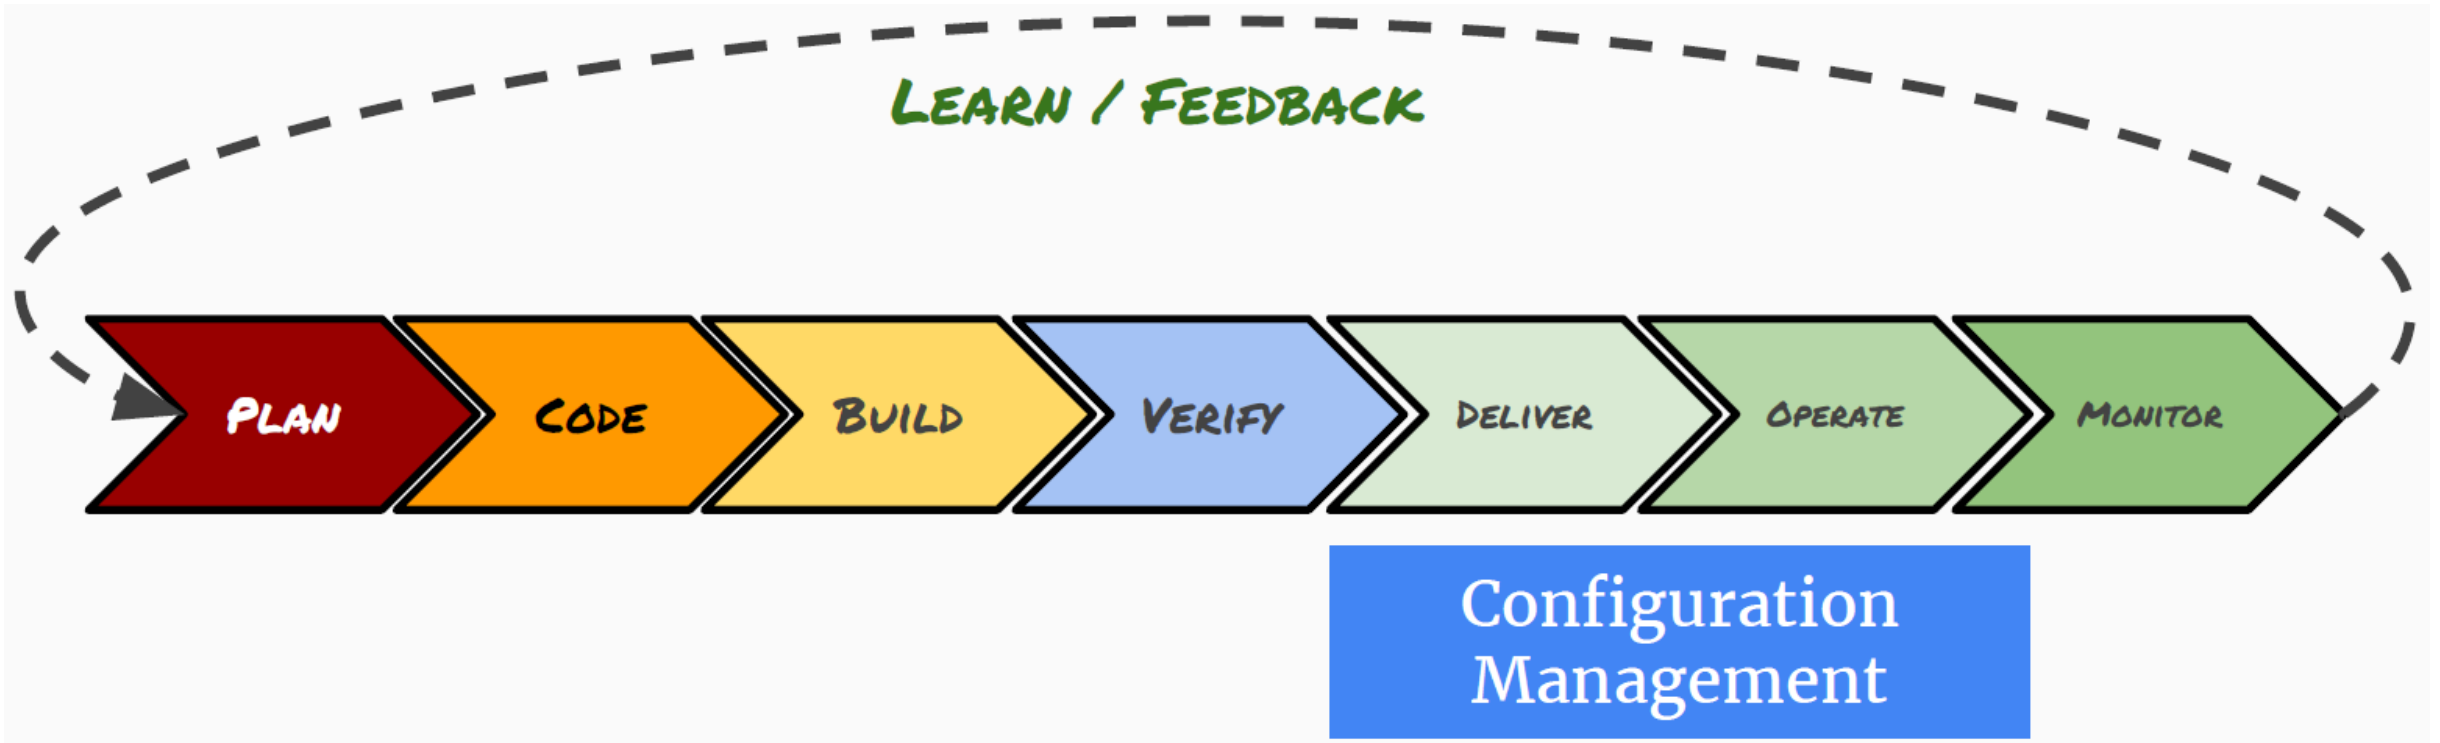 LEARN / FEEDBACK
PLAN
CODE
BUILD
VERIFY
DELIVER
OPERATE
MONITOR
Configuration
Management